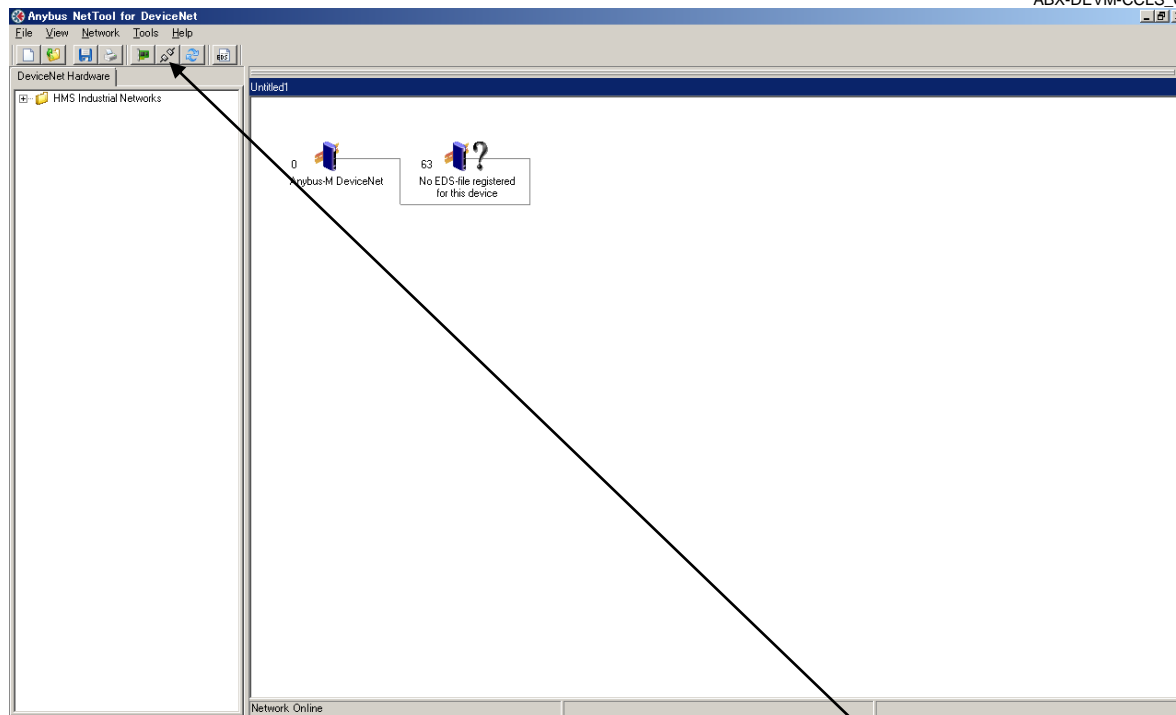 Anybus NetTool for DeviceNet
File View Network Tools Help
EDS
DeviceNet Hardware
HMS Industrial Networks
Untitled1
0
Anybus-M DeviceNet
63
?
No EDS-file registered
for this device
Network Online